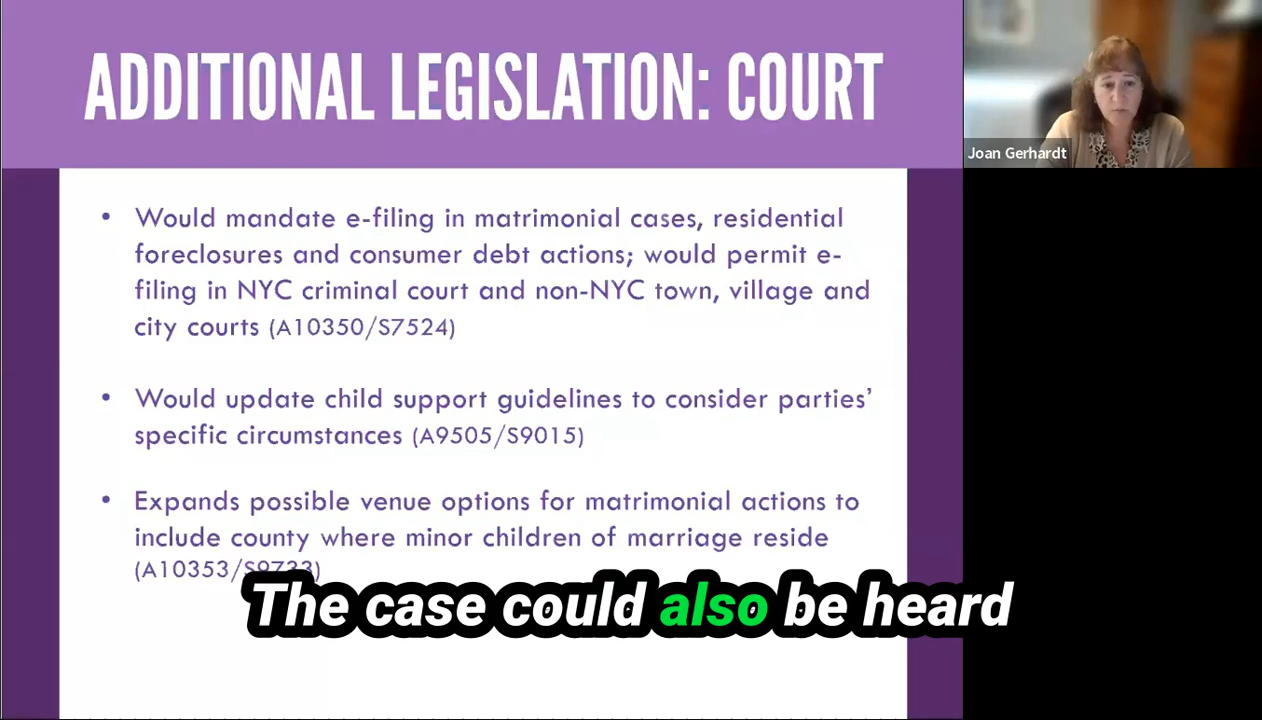 ADDITIONAL LEGISLATION: COURT
Joan Gerhardt
• Would mandate e-filing in matrimonial cases, residential
foreclosures and consumer debt actions; would permit e-
filing in NYC criminal court and non-NYC town, village and
city courts (A10350/S7524)
• Would update child support guidelines to consider parties’
specific circumstances (A9505/S9015)
• Expands possible venue options for matrimonial actions to
include county where minor children of marriage reside
(A10353/S9733)
The case could also be heard